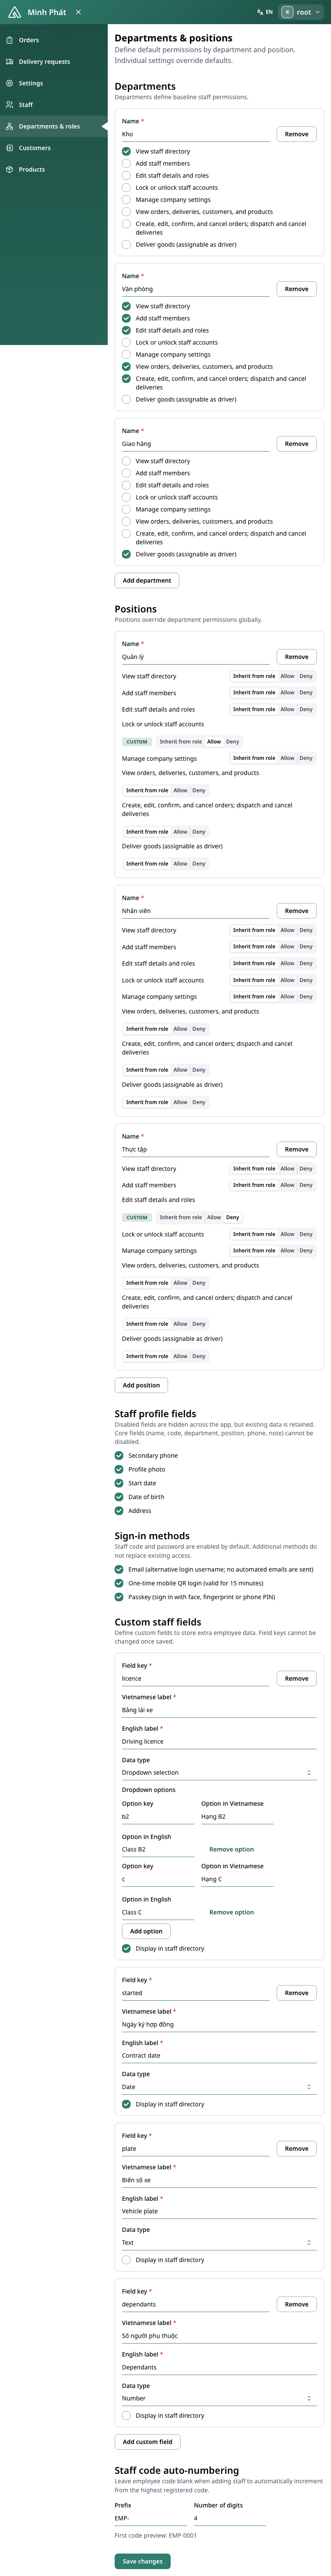 Minh Phát
EN
R
root
Orders
Delivery requests
Settings
Staff
Departments & roles
Customers
Products
Departments & positions
Define default permissions by department and position.
Individual settings override defaults.
Departments
Departments define baseline staff permissions.
Name *
Kho
Remove
View staff directory
Add staff members
Edit staff details and roles
Lock or unlock staff accounts
Manage company settings
View orders, deliveries, customers, and products
Create, edit, confirm, and cancel orders; dispatch and cancel
deliveries
Deliver goods (assignable as driver)
Name *
Văn phòng
Remove
View staff directory
Add staff members
Edit staff details and roles
Lock or unlock staff accounts
Manage company settings
View orders, deliveries, customers, and products
Create, edit, confirm, and cancel orders; dispatch and cancel
deliveries
Deliver goods (assignable as driver)
Name *
Giao hàng
Remove
View staff directory
Add staff members
Edit staff details and roles
Lock or unlock staff accounts
Manage company settings
View orders, deliveries, customers, and products
Create, edit, confirm, and cancel orders; dispatch and cancel
deliveries
Deliver goods (assignable as driver)
Add department
Positions
Positions override department permissions globally.
Name *
Quản lý
Remove
View staff directory Inherit from role Allow Deny
Add staff members Inherit from role Allow Deny
Edit staff details and roles Inherit from role Allow Deny
Lock or unlock staff accounts
CUSTOM Inherit from role Allow Deny
Manage company settings Inherit from role Allow Deny
View orders, deliveries, customers, and products
Inherit from role Allow Deny
Create, edit, confirm, and cancel orders; dispatch and cancel
deliveries
Inherit from role Allow Deny
Deliver goods (assignable as driver)
Inherit from role Allow Deny
Name *
Nhân viên
Remove
View staff directory Inherit from role Allow Deny
Add staff members Inherit from role Allow Deny
Edit staff details and roles Inherit from role Allow Deny
Lock or unlock staff accounts Inherit from role Allow Deny
Manage company settings Inherit from role Allow Deny
View orders, deliveries, customers, and products
Inherit from role Allow Deny
Create, edit, confirm, and cancel orders; dispatch and cancel
deliveries
Inherit from role Allow Deny
Deliver goods (assignable as driver)
Inherit from role Allow Deny
Name *
Thực tập
Remove
View staff directory Inherit from role Allow Deny
Add staff members Inherit from role Allow Deny
Edit staff details and roles
CUSTOM Inherit from role Allow Deny
Lock or unlock staff accounts Inherit from role Allow Deny
Manage company settings Inherit from role Allow Deny
View orders, deliveries, customers, and products
Inherit from role Allow Deny
Create, edit, confirm, and cancel orders; dispatch and cancel
deliveries
Inherit from role Allow Deny
Deliver goods (assignable as driver)
Inherit from role Allow Deny
Add position
Staff profile fields
Disabled fields are hidden across the app, but existing data is retained.
Core fields (name, code, department, position, phone, note) cannot be
disabled.
Secondary phone
Profile photo
Start date
Date of birth
Address
Sign-in methods
Staff code and password are enabled by default. Additional methods do
not replace existing access.
Email (alternative login username; no automated emails are sent)
One-time mobile QR login (valid for 15 minutes)
Passkey (sign in with face, fingerprint or phone PIN)
Custom staff fields
Define custom fields to store extra employee data. Field keys cannot be
changed once saved.
Field key *
licence
Remove
Vietnamese label *
Bằng lái xe
English label *
Driving licence
Data type
Dropdown selection
Dropdown options
Option key Option in Vietnamese
b2 Hạng B2
Option in English
Class B2 Remove option
Option key Option in Vietnamese
c Hạng C
Option in English
Class C Remove option
Add option
Display in staff directory
Field key *
started
Remove
Vietnamese label *
Ngày ký hợp đồng
English label *
Contract date
Data type
Date
Display in staff directory
Field key *
plate
Remove
Vietnamese label *
Biển số xe
English label *
Vehicle plate
Data type
Text
Display in staff directory
Field key *
dependants
Remove
Vietnamese label *
Số người phụ thuộc
English label *
Dependants
Data type
Number
Display in staff directory
Add custom field
Staff code auto-numbering
Leave employee code blank when adding staff to automatically increment
from the highest registered code.
Prefix Number of digits
EMP- 4
First code preview: EMP-0001
Save changes